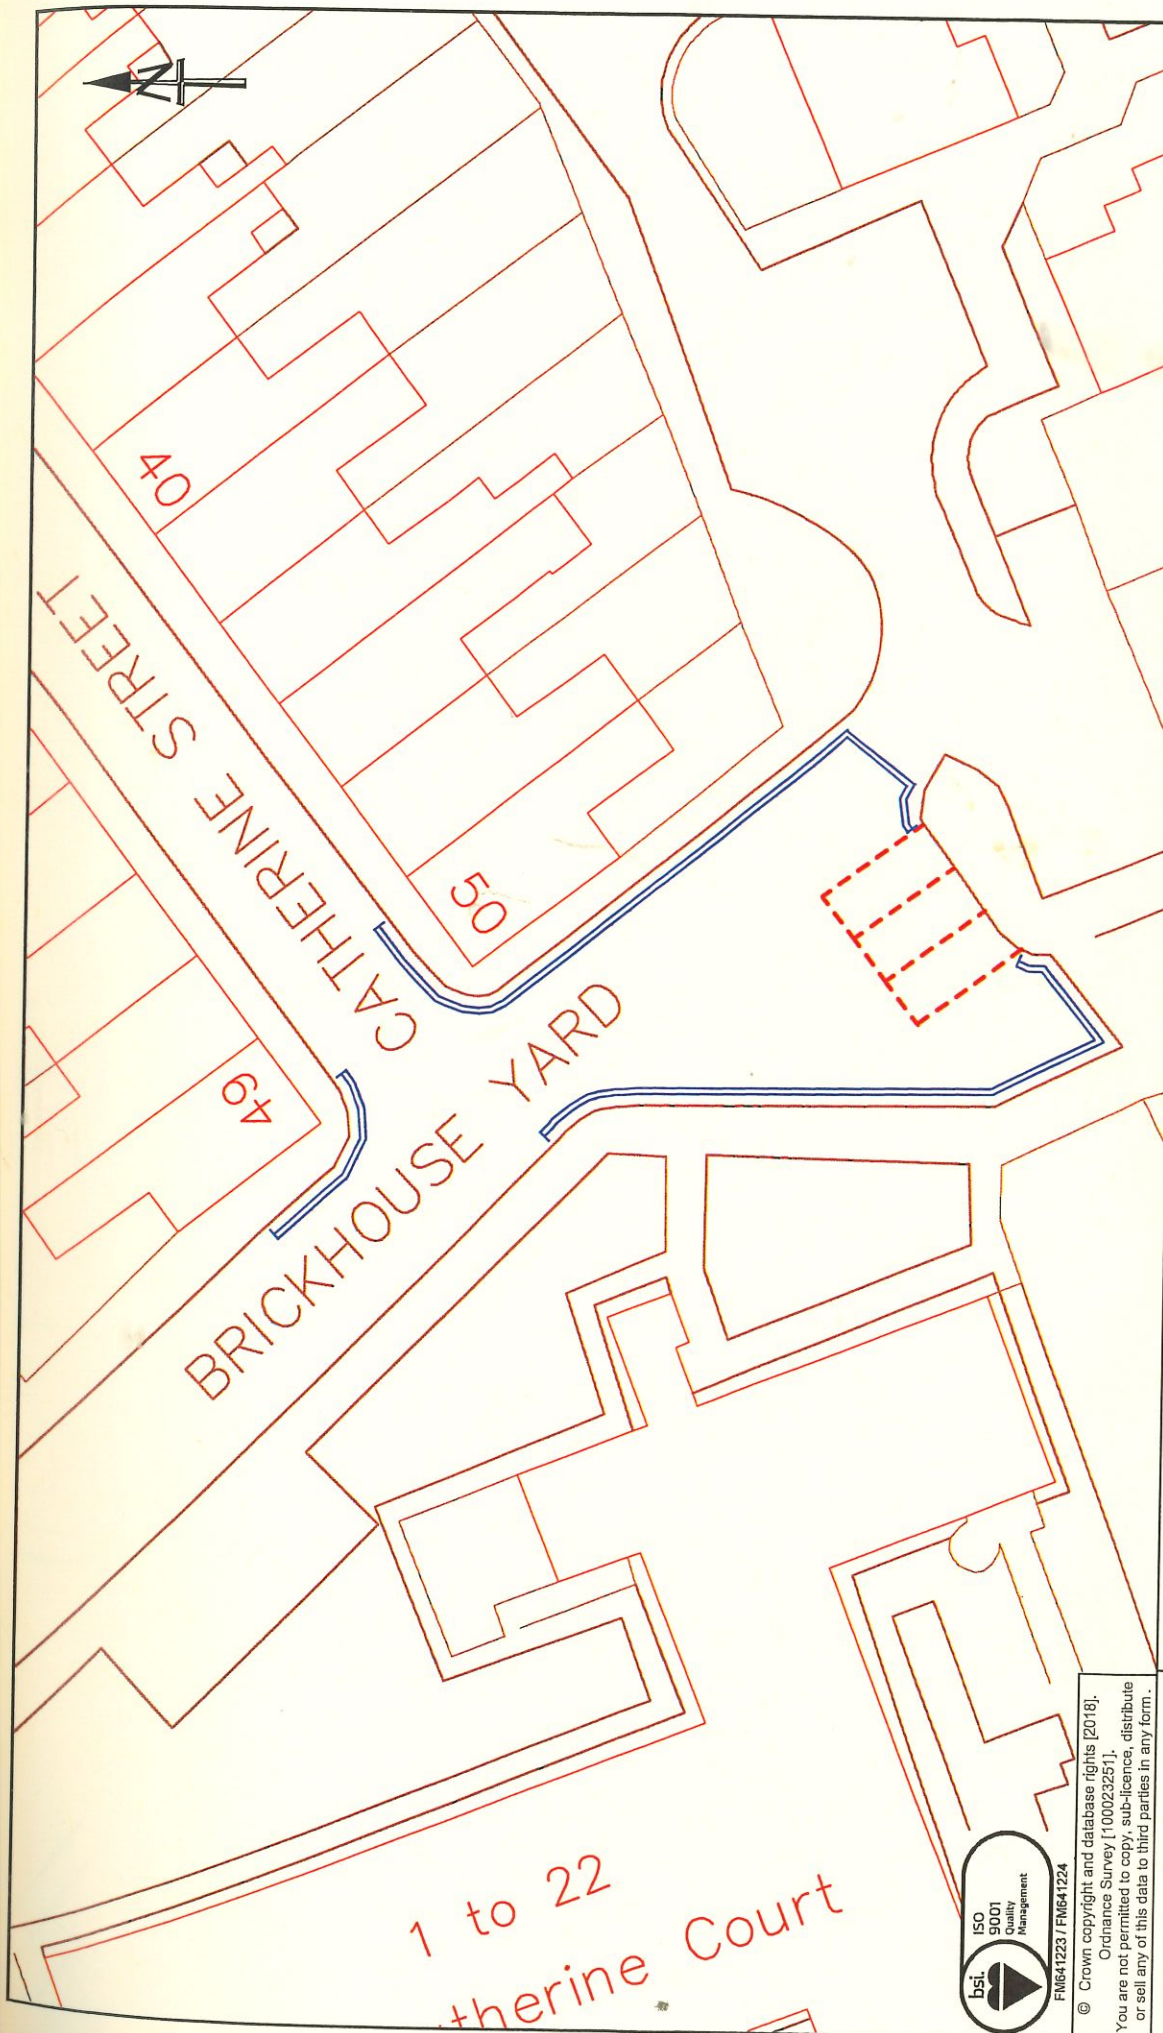 N
40
CATHERINE STREET
50
49
BRICKHOUSE YARD
1 to 22
therine Court
bsi.
ISO
9001
Quality
Management
FM641223 / FM641224
© Crown copyright and database rights [2018].
Ordnance Survey [100023251].
You are not permitted to copy, sub-licence, distribute
or sell any of this data to third parties in any form.